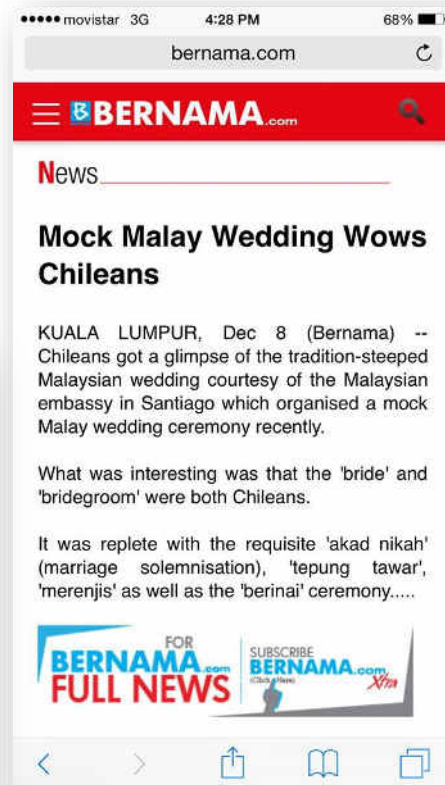 movistar 3G 4:28 PM 68%
bernama.com
BBERNAMA.com
News
Mock Malay Wedding Wows
Chileans
KUALA LUMPUR, Dec 8 (Bernama) --
Chileans got a glimpse of the tradition-steeped
Malaysian wedding courtesy of the Malaysian
embassy in Santiago which organised a mock
Malay wedding ceremony recently.
What was interesting was that the 'bride' and
'bridegroom' were both Chileans.
It was replete with the requisite 'akad nikah'
(marriage solemnisation), 'tepung tawar',
'merenjis' as well as the 'berinai' ceremony.....
FOR
BERNAMA.com
FULL NEWS
SUBSCRIBE
BERNAMA.com
(Click Here)
Xtra